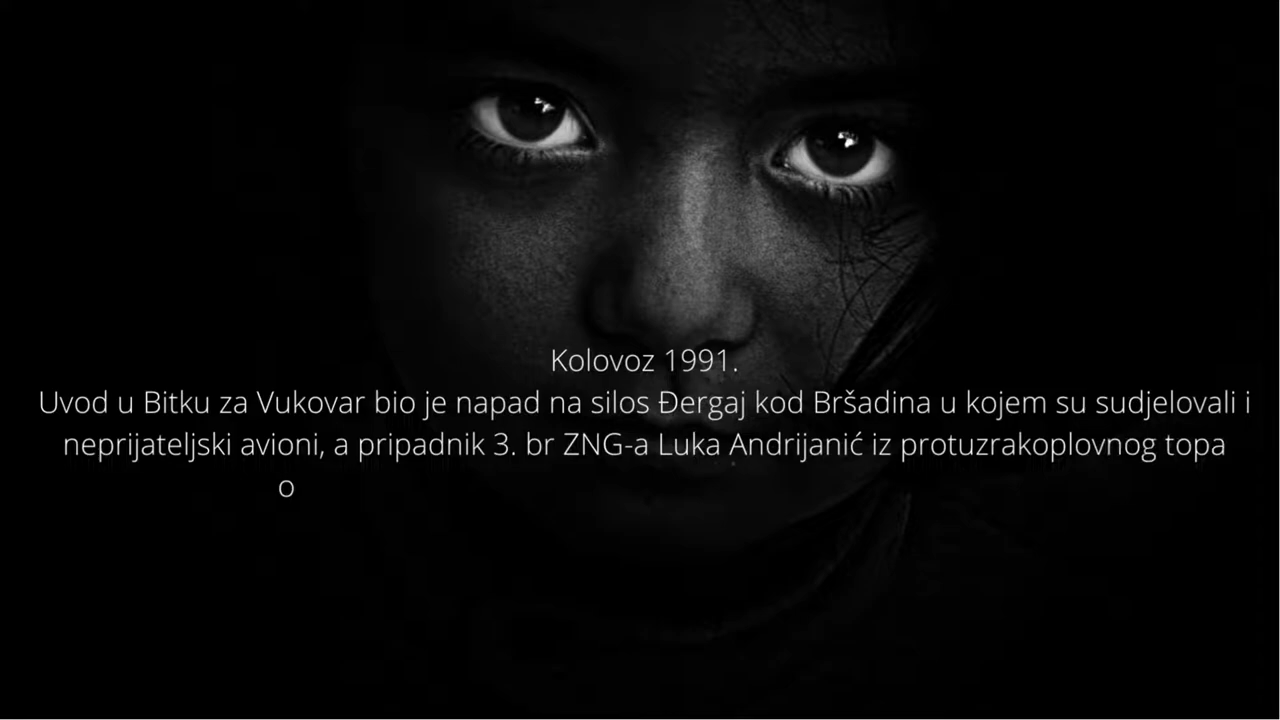 Kolovoz 1991.
Uvod u Bitku za Vukovar bio je napad na silos Đergaj kod Bršadina u kojem su sudjelovali i
neprijateljski avioni, a pripadnik 3. br ZNG-a Luka Andrijanić iz protuzrakoplovnog topa
o